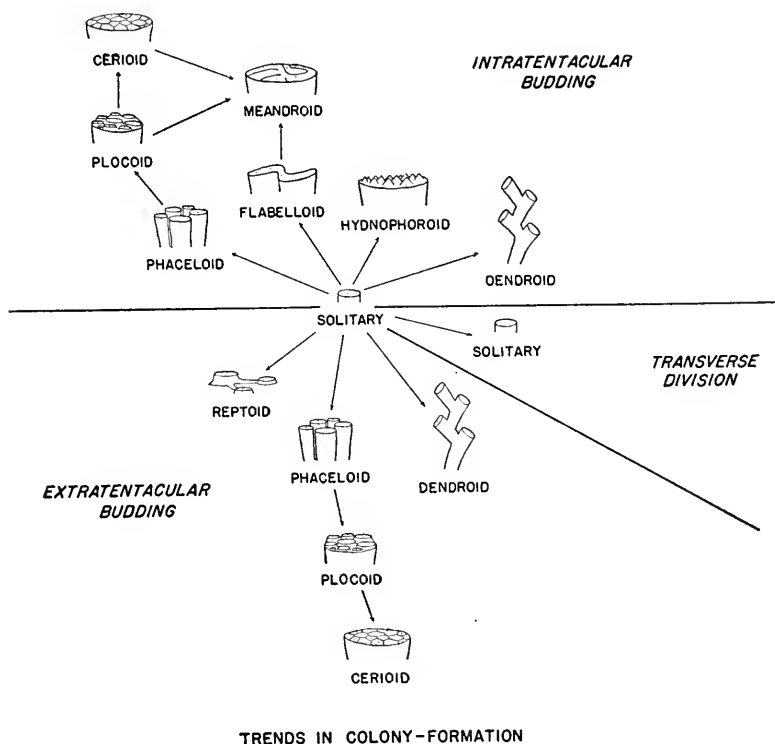 CERIOID
INTRATENTACULAR
BUDDING
MEANDROID
PLOCOID
FLABELLOID
HYDNOPHOROID
PHACELOID
OENDROID
SOLITARY
SOLITARY
TRANSVERSE
DIVISION
REPTOID
PHACELOID
DENDROID
EXTRATENTACULAR
BUDDING
PLOCOID
CERIOID
TRENDS IN COLONY-FORMATION